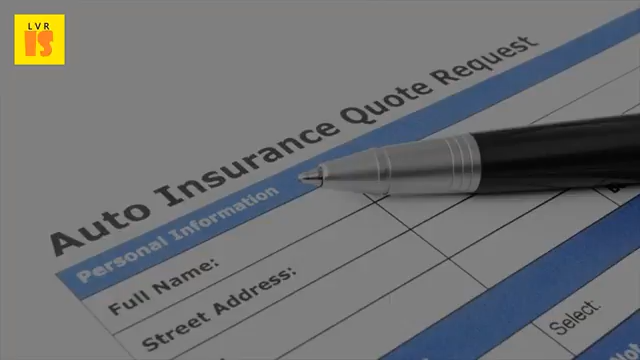 LVR
IS
Auto Insurance Quote Request
Personal Information
Full Name:
Street Address:
Select: